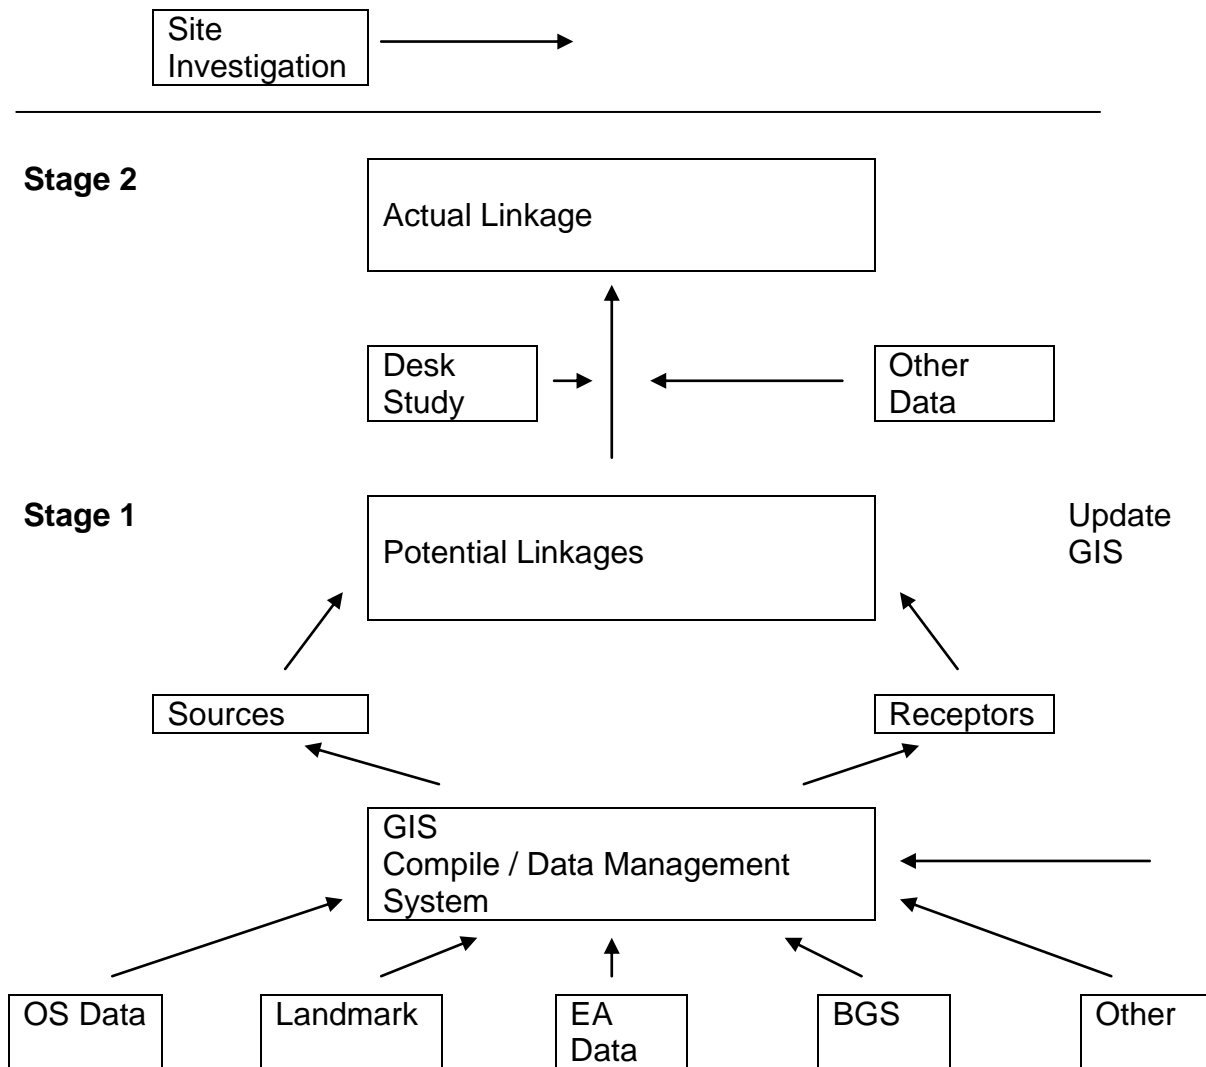 Site
Investigation
Stage 2
Actual Linkage
Desk
Study
Other
Data
Stage 1
Potential Linkages
Update
GIS
Sources
Receptors
GIS
Compile / Data Management
System
OS Data
Landmark
EA
Data
BGS
Other